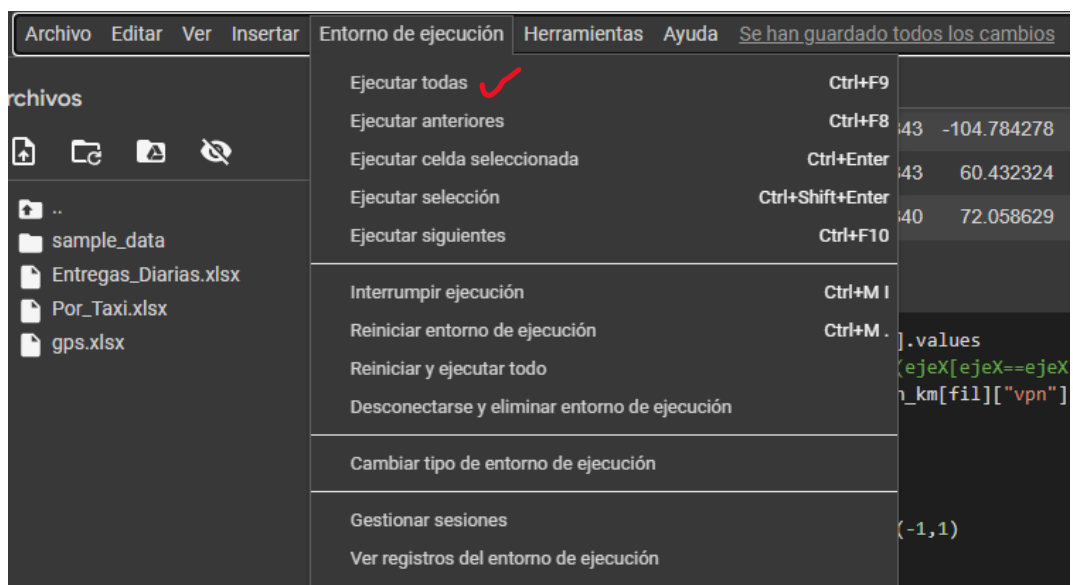 Archivo Editar Ver Insertar Entorno de ejecución Herramientas Ayuda Se han guardado todos los cambios
rchivos
..
sample_data
Entregas_Diarias.xlsx
Por_Taxi.xlsx
gps.xlsx
Ejecutar todas Ctrl+F9
Ejecutar anteriores Ctrl+F8
Ejecutar celda seleccionada Ctrl+Enter
Ejecutar selección Ctrl+Shift+Enter
Ejecutar siguientes Ctrl+F10
Interrumpir ejecución Ctrl+M I
Reiniciar entorno de ejecución Ctrl+M .
Reiniciar y ejecutar todo
Desconectarse y eliminar entorno de ejecución
Cambiar tipo de entorno de ejecución
Gestionar sesiones
Ver registros del entorno de ejecución
343 -104.784278
343 60.432324
340 72.058629
].values
(ejeX[ejeX==ejeX
n_km[fil]["vpn"]
(-1,1)